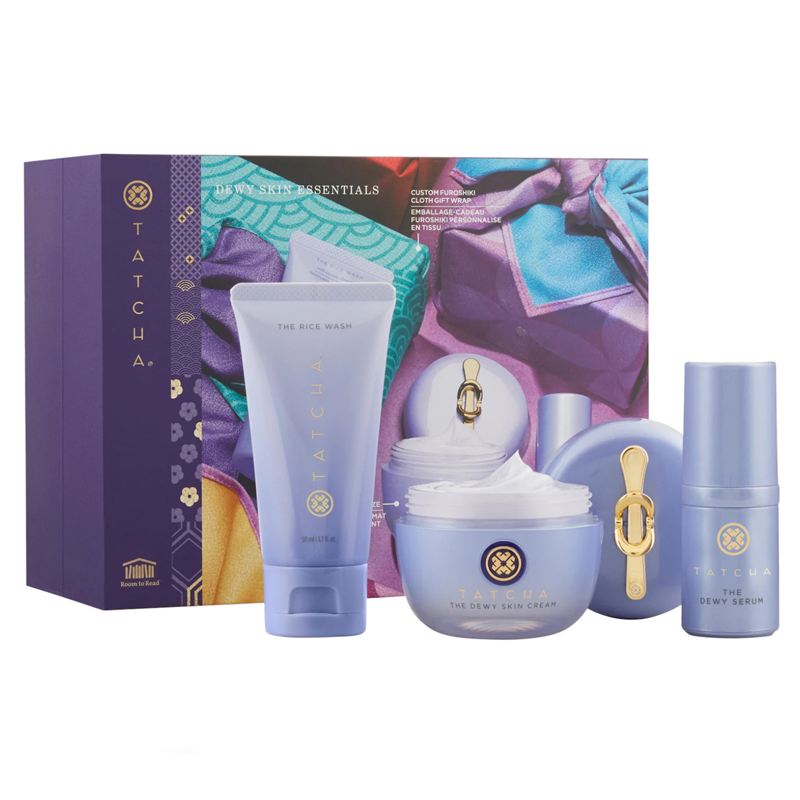 TATCHA
Room to Read
DEWY SKIN ESSENTIALS
CUSTOM FUROSHIKI
CLOTH GIFT WRAP
EMBALLAGE-CADEAU
FUROSHIKI PERSONNALISÉ
EN TISSU
THE RICE WASH
THE RICE WASH
TATCHA
50 ml | 1.7 fl. oz.
TATCHA
THE DEWY SKIN CREAM
TATCHA
THE
DEWY SERUM